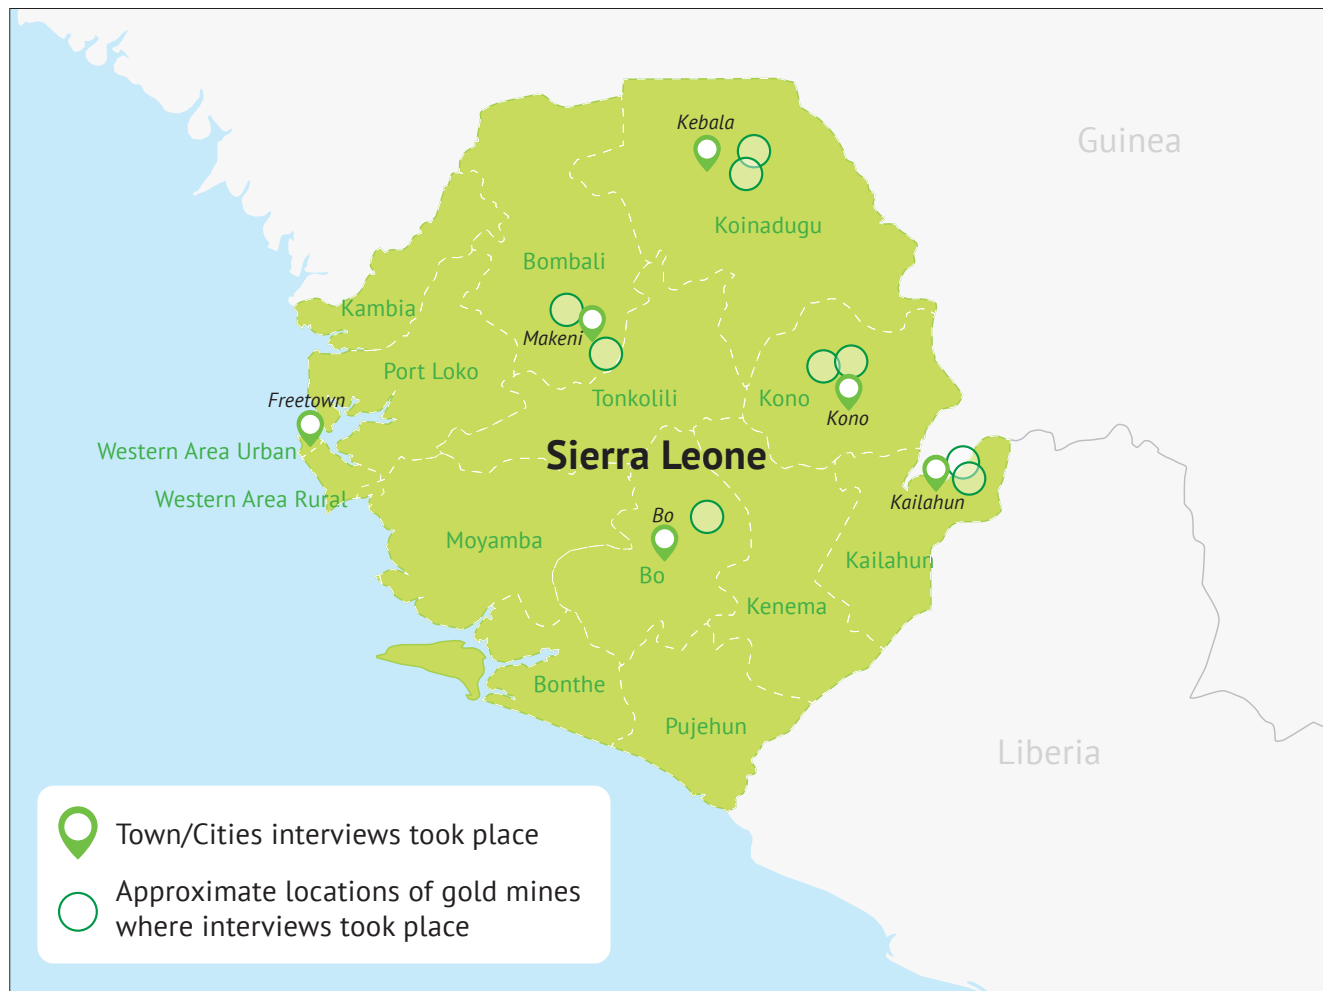 Kebala
Guinea
Koinadugu
Bombali
Kambia
Makeni
Port Loko
Tonkolili
Kono
Kono
Freetown
Western Area Urban
Sierra Leone
Western Area Rural
Kailahun
Bo
Moyamba
Kailahun
Bo
Kenema
Bonthe
Pujehun
Liberia
Town/Cities interviews took place
Approximate locations of gold mines
where interviews took place